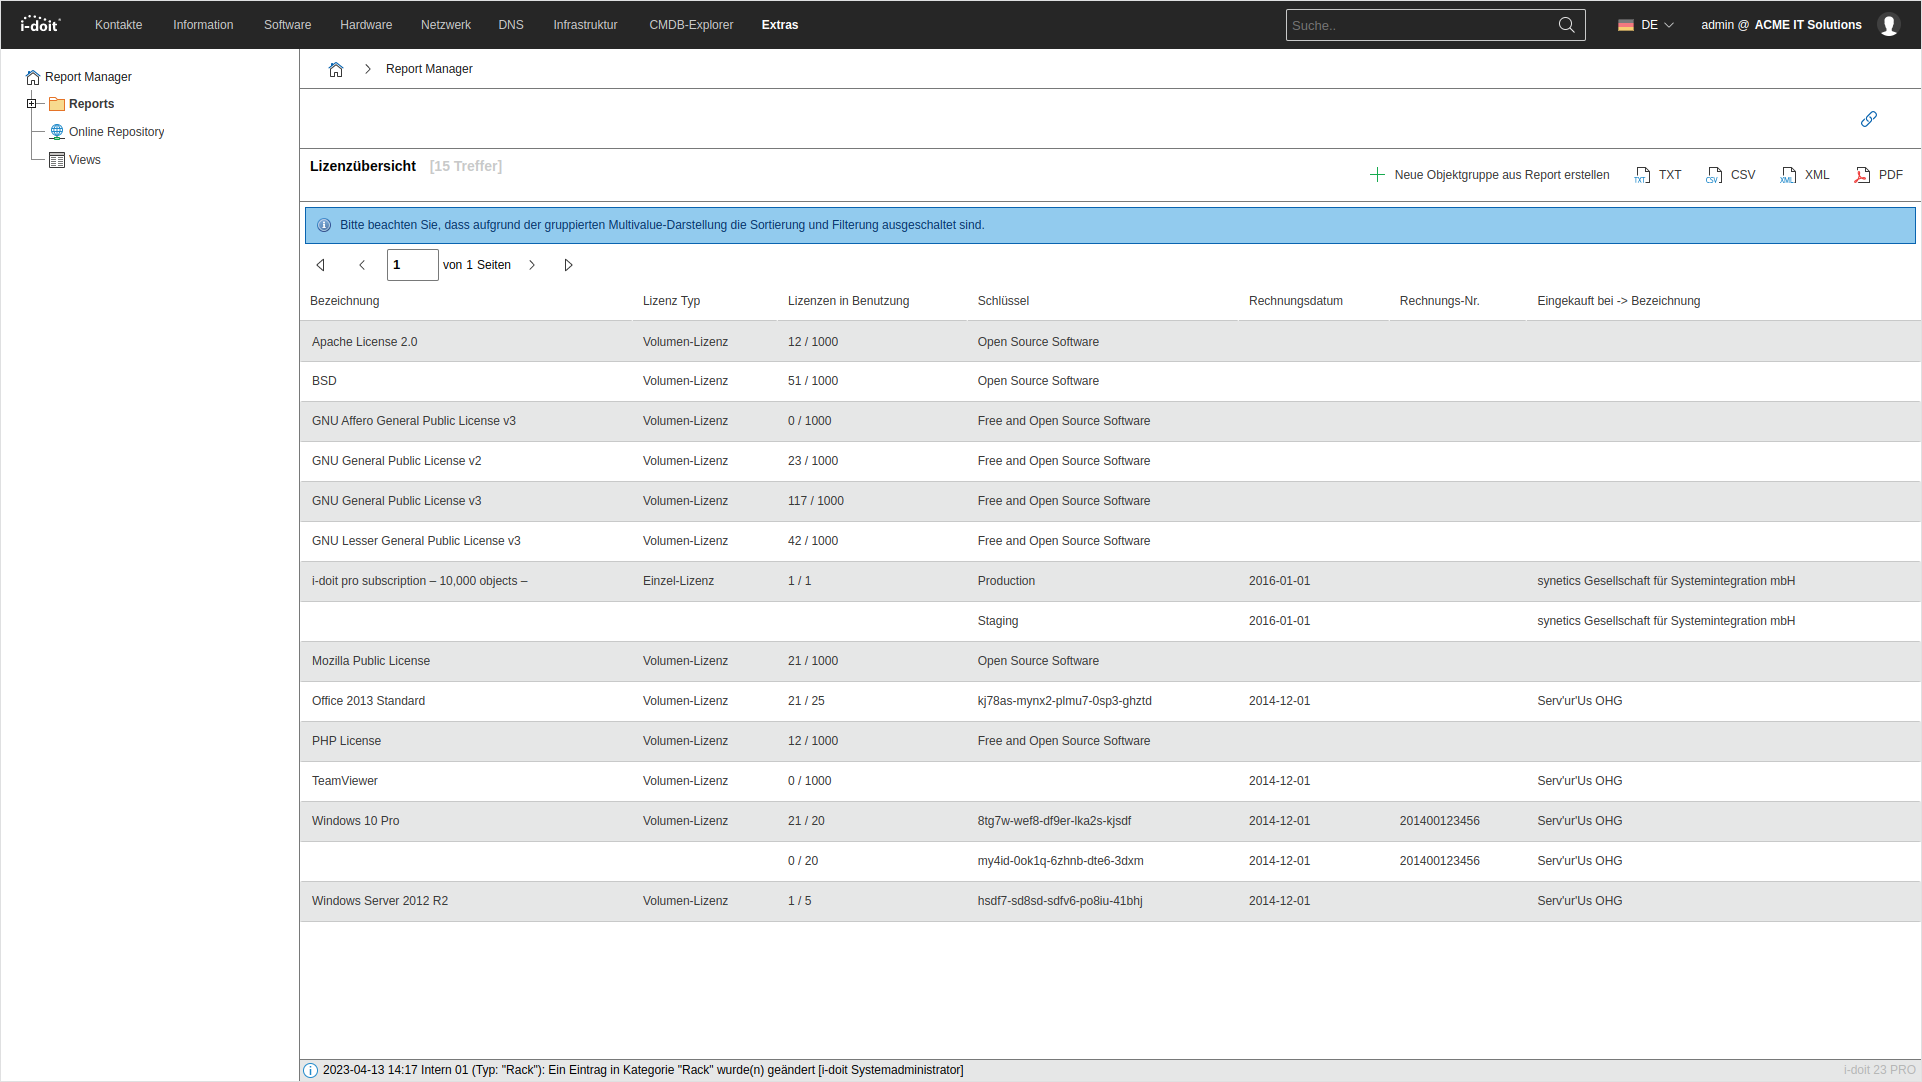 i-doit Kontakte Information Software Hardware Netzwerk DNS Infrastruktur CMDB-Explorer Extras Suche.. DE admin @ ACME IT Solutions
Report Manager
Reports
Online Repository
Views
Report Manager
Lizenzübersicht [15 Treffer]
Neue Objektgruppe aus Report erstellen TXT TXT CSV CSV XML XML PDF
Bitte beachten Sie, dass aufgrund der gruppierten Multivalue-Darstellung die Sortierung und Filterung ausgeschaltet sind.
1 von 1 Seiten
Bezeichnung Lizenz Typ Lizenzen in Benutzung Schlüssel Rechnungsdatum Rechnungs-Nr. Eingekauft bei -> Bezeichnung
Apache License 2.0 Volumen-Lizenz 12 / 1000 Open Source Software
BSD Volumen-Lizenz 51 / 1000 Open Source Software
GNU Affero General Public License v3 Volumen-Lizenz 0 / 1000 Free and Open Source Software
GNU General Public License v2 Volumen-Lizenz 23 / 1000 Free and Open Source Software
GNU General Public License v3 Volumen-Lizenz 117 / 1000 Free and Open Source Software
GNU Lesser General Public License v3 Volumen-Lizenz 42 / 1000 Free and Open Source Software
i-doit pro subscription – 10,000 objects – Einzel-Lizenz 1 / 1 Production 2016-01-01 synetics Gesellschaft für Systemintegration mbH
Staging 2016-01-01 synetics Gesellschaft für Systemintegration mbH
Mozilla Public License Volumen-Lizenz 21 / 1000 Open Source Software
Office 2013 Standard Volumen-Lizenz 21 / 25 kj78as-mynx2-plmu7-0sp3-ghztd 2014-12-01 Serv'ur'Us OHG
PHP License Volumen-Lizenz 12 / 1000 Free and Open Source Software
TeamViewer Volumen-Lizenz 0 / 1000 2014-12-01 Serv'ur'Us OHG
Windows 10 Pro Volumen-Lizenz 21 / 20 8tg7w-wef8-df9er-lka2s-kjsdf 2014-12-01 201400123456 Serv'ur'Us OHG
0 / 20 my4id-0ok1q-6zhnb-dte6-3dxm 2014-12-01 201400123456 Serv'ur'Us OHG
Windows Server 2012 R2 Volumen-Lizenz 1 / 5 hsdf7-sd8sd-sdfv6-po8iu-41bhj 2014-12-01 Serv'ur'Us OHG
2023-04-13 14:17 Intern 01 (Typ: "Rack"): Ein Eintrag in Kategorie "Rack" wurde(n) geändert [i-doit Systemadministrator] i-doit 23 PRO